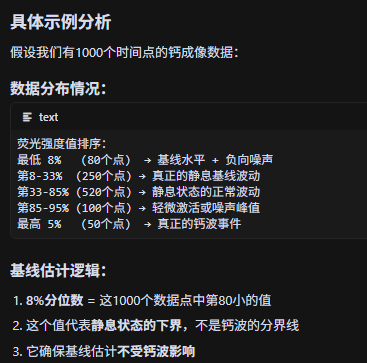 具体示例分析
假设我们有1000个时间点的钙成像数据：
数据分布情况：
text
荧光强度值排序：
最低 8% (80个点) → 基线水平 + 负向噪声
第8-33% (250个点) → 真正的静息基线波动
第33-85% (520个点) → 静息状态的正常波动
第85-95% (100个点) → 轻微激活或噪声峰值
最高 5% (50个点) → 真正的钙波事件
基线估计逻辑：
1. 8%分位数 = 这1000个数据点中第80小的值
2. 这个值代表静息状态的下界，不是钙波的分界线
3. 它确保基线估计不受钙波影响